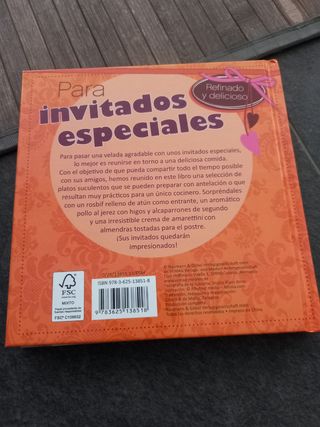 Para
invitados
especiales
Refinado
y delicioso
Para pasar una velada agradable con unos invitados especiales,
lo mejor es reunirse en torno a una deliciosa comida.
Con el objetivo de que pueda compartir todo el tiempo posible
con sus amigos, hemos reunido en este libro una selección de
platos suculentos que se pueden preparar con antelación o que
resultan muy prácticos para un único cocinero. Sorpréndales
con un rosbif relleno de atún como entrante, un aromático
pollo al jerez con higos y alcaparrones de segundo
y una irresistible crema de amarettini con
almendras tostadas para el postre.
¡Sus invitados quedarán
impresionados!
FSC
MIXTO
ISBN 978-3-625-13851-8
9 783625 138518